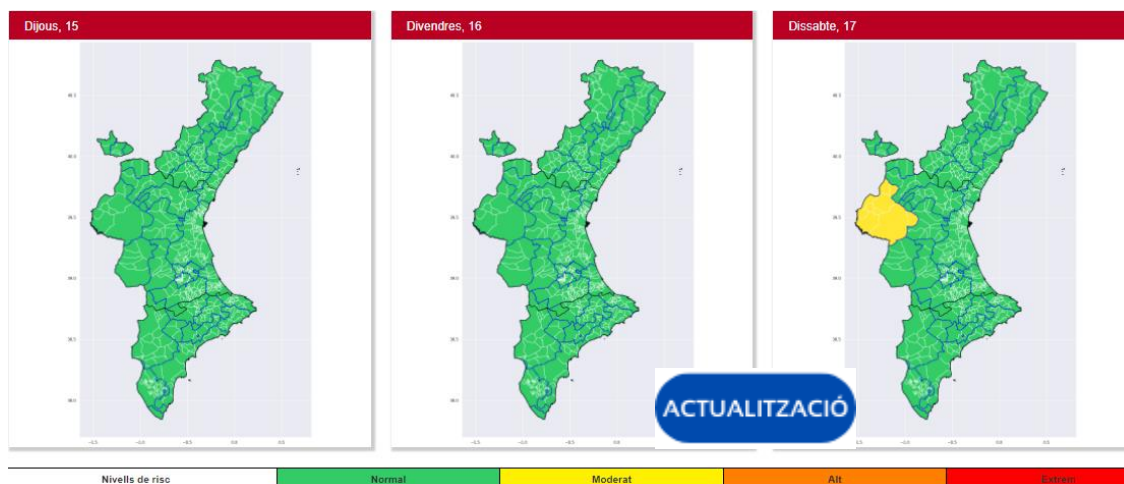 Dijous, 15
Divendres, 16
Dissabte, 17
ACTUALITZACIÓ
Nivells de risc
Normal
Moderat
Alt
Extrem